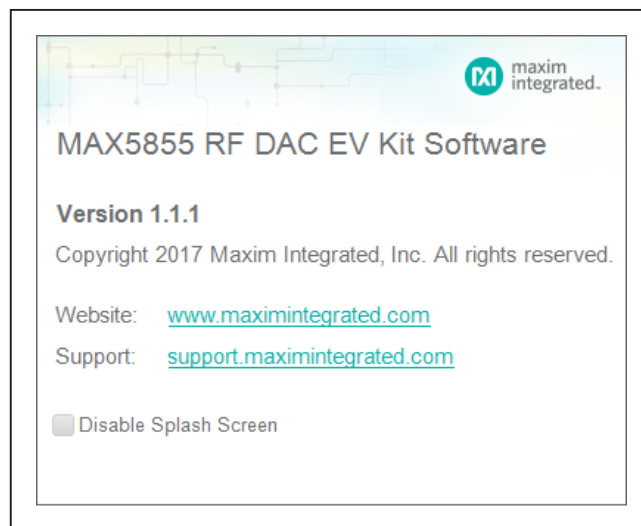 maxim
integrated™
MAX5855 RF DAC EV Kit Software
Version 1.1.1
Copyright 2017 Maxim Integrated, Inc. All rights reserved.
Website: www.maximintegrated.com
Support: support.maximintegrated.com
Disable Splash Screen